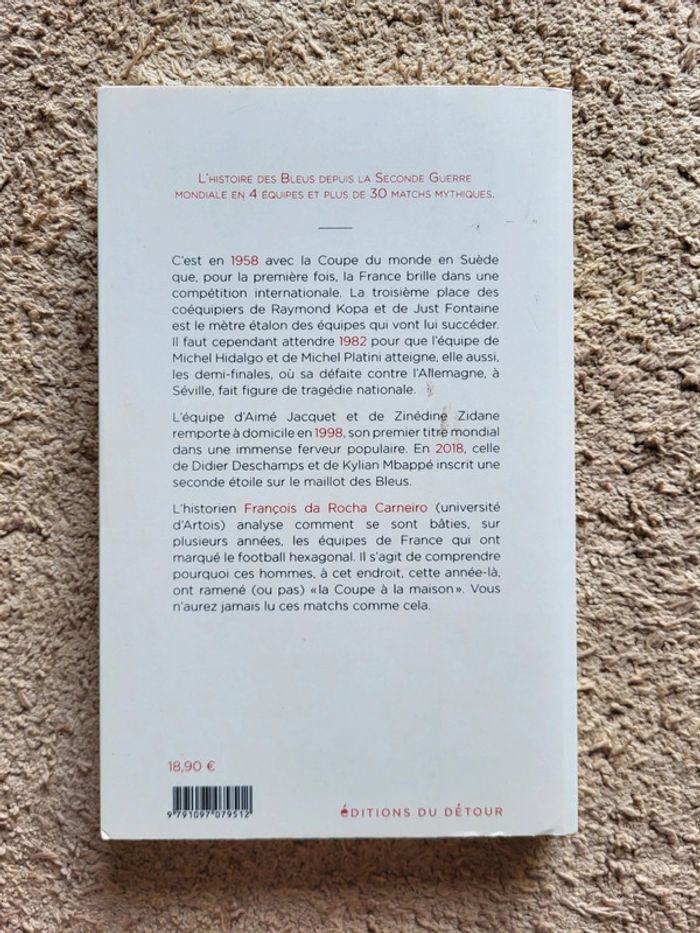 L'histoire des Bleus depuis la Seconde Guerre
mondiale en 4 équipes et plus de 30 matchs mythiques.
C'est en 1958 avec la Coupe du monde en Suède
que, pour la première fois, la France brille dans une
compétition internationale. La troisième place des
coéquipiers de Raymond Kopa et de Just Fontaine
est le mètre étalon des équipes qui vont lui succéder.
Il faut cependant attendre 1982 pour que l'équipe de
Michel Hidalgo et de Michel Platini atteigne, elle aussi,
les demi-finales, où sa défaite contre l'Allemagne, à
Séville, fait figure de tragédie nationale.
L'équipe d'Aimé Jacquet et de Zinédine Zidane
remporte à domicile en 1998, son premier titre mondial
dans une immense ferveur populaire. En 2018, celle
de Didier Deschamps et de Kylian Mbappé inscrit une
seconde étoile sur le maillot des Bleus.
L'historien François da Rocha Carneiro (université
d'Artois) analyse comment se sont bâties, sur
plusieurs années, les équipes de France qui ont
marqué le football hexagonal. Il s'agit de comprendre
pourquoi ces hommes, à cet endroit, cette année-là,
ont ramené (ou pas) «la Coupe à la maison». Vous
n'aurez jamais lu ces matchs comme cela.
18,90 €
9 791097 079512
éDITIONS DU DÉTOUR